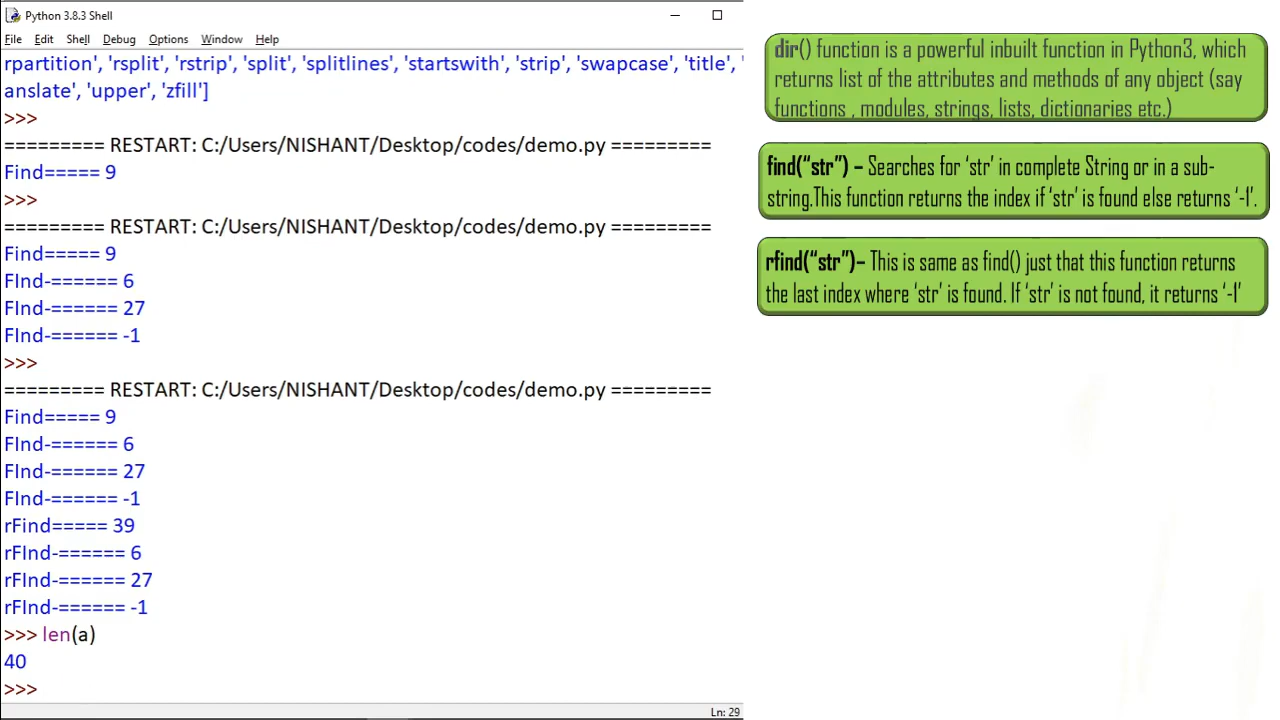 Python 3.8.3 Shell
File Edit Shell Debug Options Window Help
rpartition', 'rsplit', 'rstrip', 'split', 'splitlines', 'startswith', 'strip', 'swapcase', 'title', '
anslate', 'upper', 'zfill']
>>>
========= RESTART: C:/Users/NISHANT/Desktop/codes/demo.py =========
Find===== 9
>>>
========= RESTART: C:/Users/NISHANT/Desktop/codes/demo.py =========
Find===== 9
FInd-====== 6
FInd-====== 27
FInd-====== -1
>>>
========= RESTART: C:/Users/NISHANT/Desktop/codes/demo.py =========
Find===== 9
FInd-====== 6
FInd-====== 27
FInd-====== -1
rFind===== 39
rFInd-====== 6
rFInd-====== 27
rFInd-====== -1
>>> len(a)
40
>>>
Ln: 29
dir() function is a powerful inbuilt function in Python3, which
returns list of the attributes and methods of any object (say
functions , modules, strings, lists, dictionaries etc.)
find(“str”) – Searches for ‘str’ in complete String or in a sub-
string.This function returns the index if ‘str’ is found else returns ‘-1’.
rfind(“str”)– This is same as find() just that this function returns
the last index where ‘str’ is found. If ‘str’ is not found, it returns ‘-1’